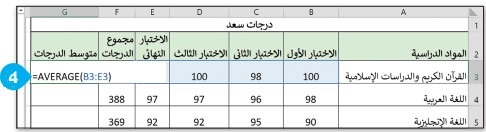 G F E D C B A
1 درجات سعد
2 المواد الدراسية الاختبار الأول الاختبار الثاني الاختبار الثالث الاختبار النهائي مجموع الدرجات متوسط الدرجات
3 القرآن الكريم والدراسات الإسلامية 100 98 100 =AVERAGE(B3:E3)
4 اللغة العربية 98 96 97 97 388
5 اللغة الإنجليزية 90 95 92 92 369
4